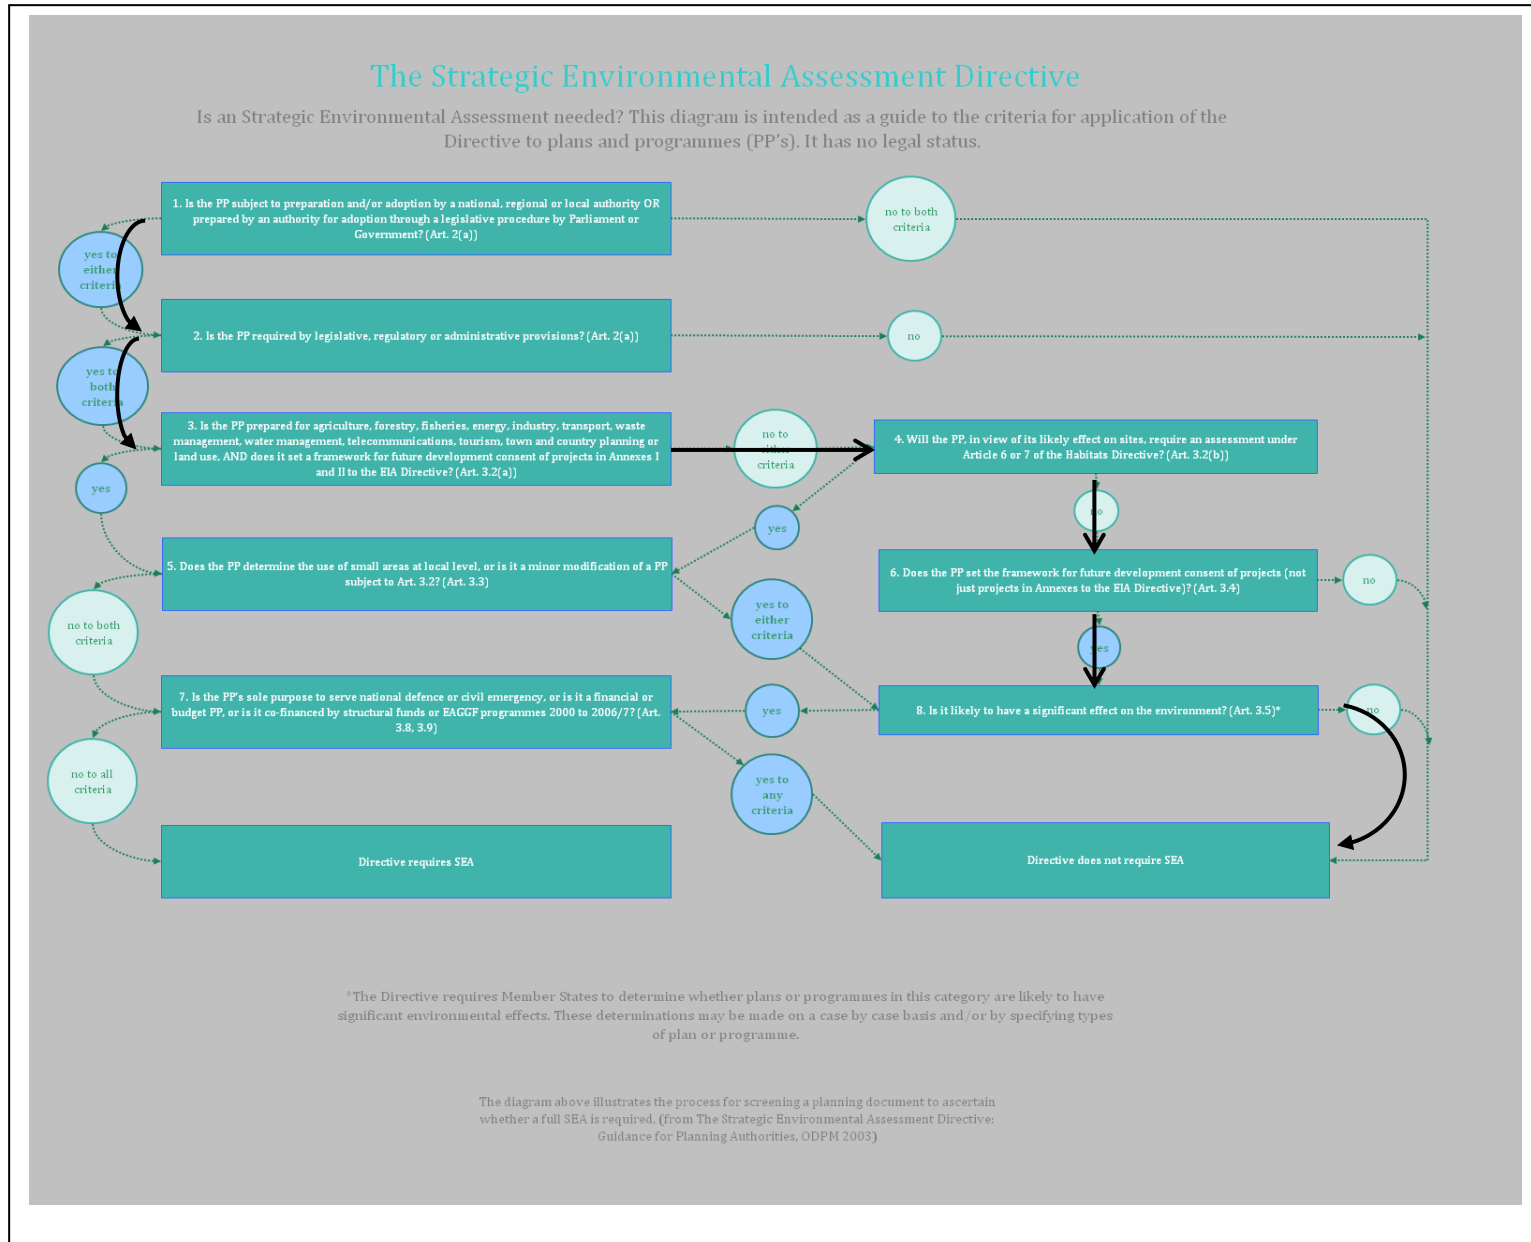 The Strategic Environmental Assessment Directive
Is an Strategic Environmental Assessment needed? This diagram is intended as a guide to the criteria for application of the
Directive to plans and programmes (PP's). It has no legal status.
1. Is the PP subject to preparation and/or adoption by a national, regional or local authority OR
prepared by an authority for adoption through a legislative procedure by Parliament or
Government? (Art. 2(a))
no to both
criteria
yes to
either
criteria
2. Is the PP required by legislative, regulatory or administrative provisions? (Art. 2(a))
no
yes to
both
criteria
3. Is the PP prepared for agriculture, forestry, fisheries, energy, industry, transport, waste
management, water management, telecommunications, tourism, town and country planning or
land use, AND does it set a framework for future development consent of projects in Annexes I
and II to the EIA Directive? (Art. 3.2(a))
no to
either
criteria
4. Will the PP, in view of its likely effect on sites, require an assessment under
Article 6 or 7 of the Habitats Directive? (Art. 3.2(b))
yes
no
yes
5. Does the PP determine the use of small areas at local level, or is it a minor modification of a PP
subject to Art. 3.2? (Art. 3.3)
6. Does the PP set the framework for future development consent of projects (not
just projects in Annexes to the EIA Directive)? (Art. 3.4)
no
no to both
criteria
yes to
either
criteria
yes
7. Is the PP's sole purpose to serve national defence or civil emergency, or is it a financial or
budget PP, or is it co-financed by structural funds or EAGGF programmes 2000 to 2006/7? (Art.
3.8, 3.9)
yes
8. Is it likely to have a significant effect on the environment? (Art. 3.5)*
no
no to all
criteria
yes to
any
criteria
Directive requires SEA
Directive does not require SEA
*The Directive requires Member States to determine whether plans or programmes in this category are likely to have
significant environmental effects. These determinations may be made on a case by case basis and/or by specifying types
of plan or programme.
The diagram above illustrates the process for screening a planning document to ascertain
whether a full SEA is required. (from The Strategic Environmental Assessment Directive:
Guidance for Planning Authorities, ODPM 2003)